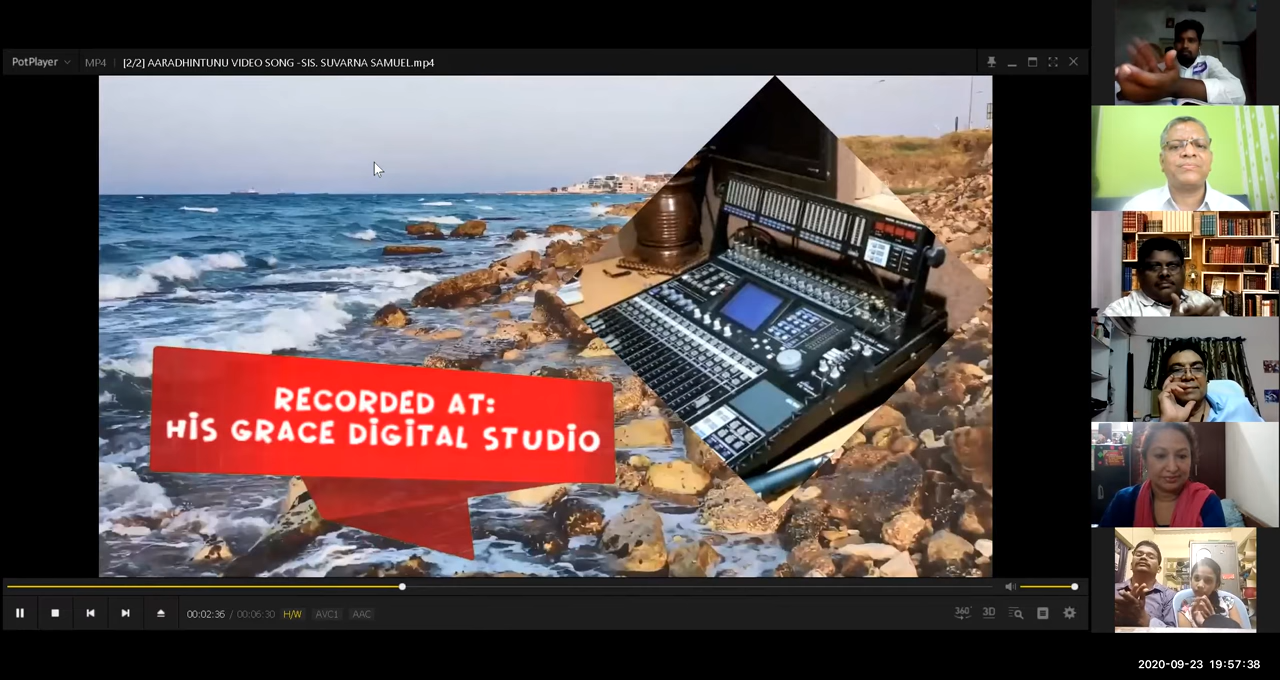 PotPlayer
MP4 | [2/2] AARADHINTUNU VIDEO SONG -SIS. SUVARNA SAMUEL.mp4
RECORDED AT:
HIS GRACE DIGITAL STUDIO
00:02:36 / 00:06:30 H/W AVC1 AAC
360° 3D
2020-09-23 19:57:38